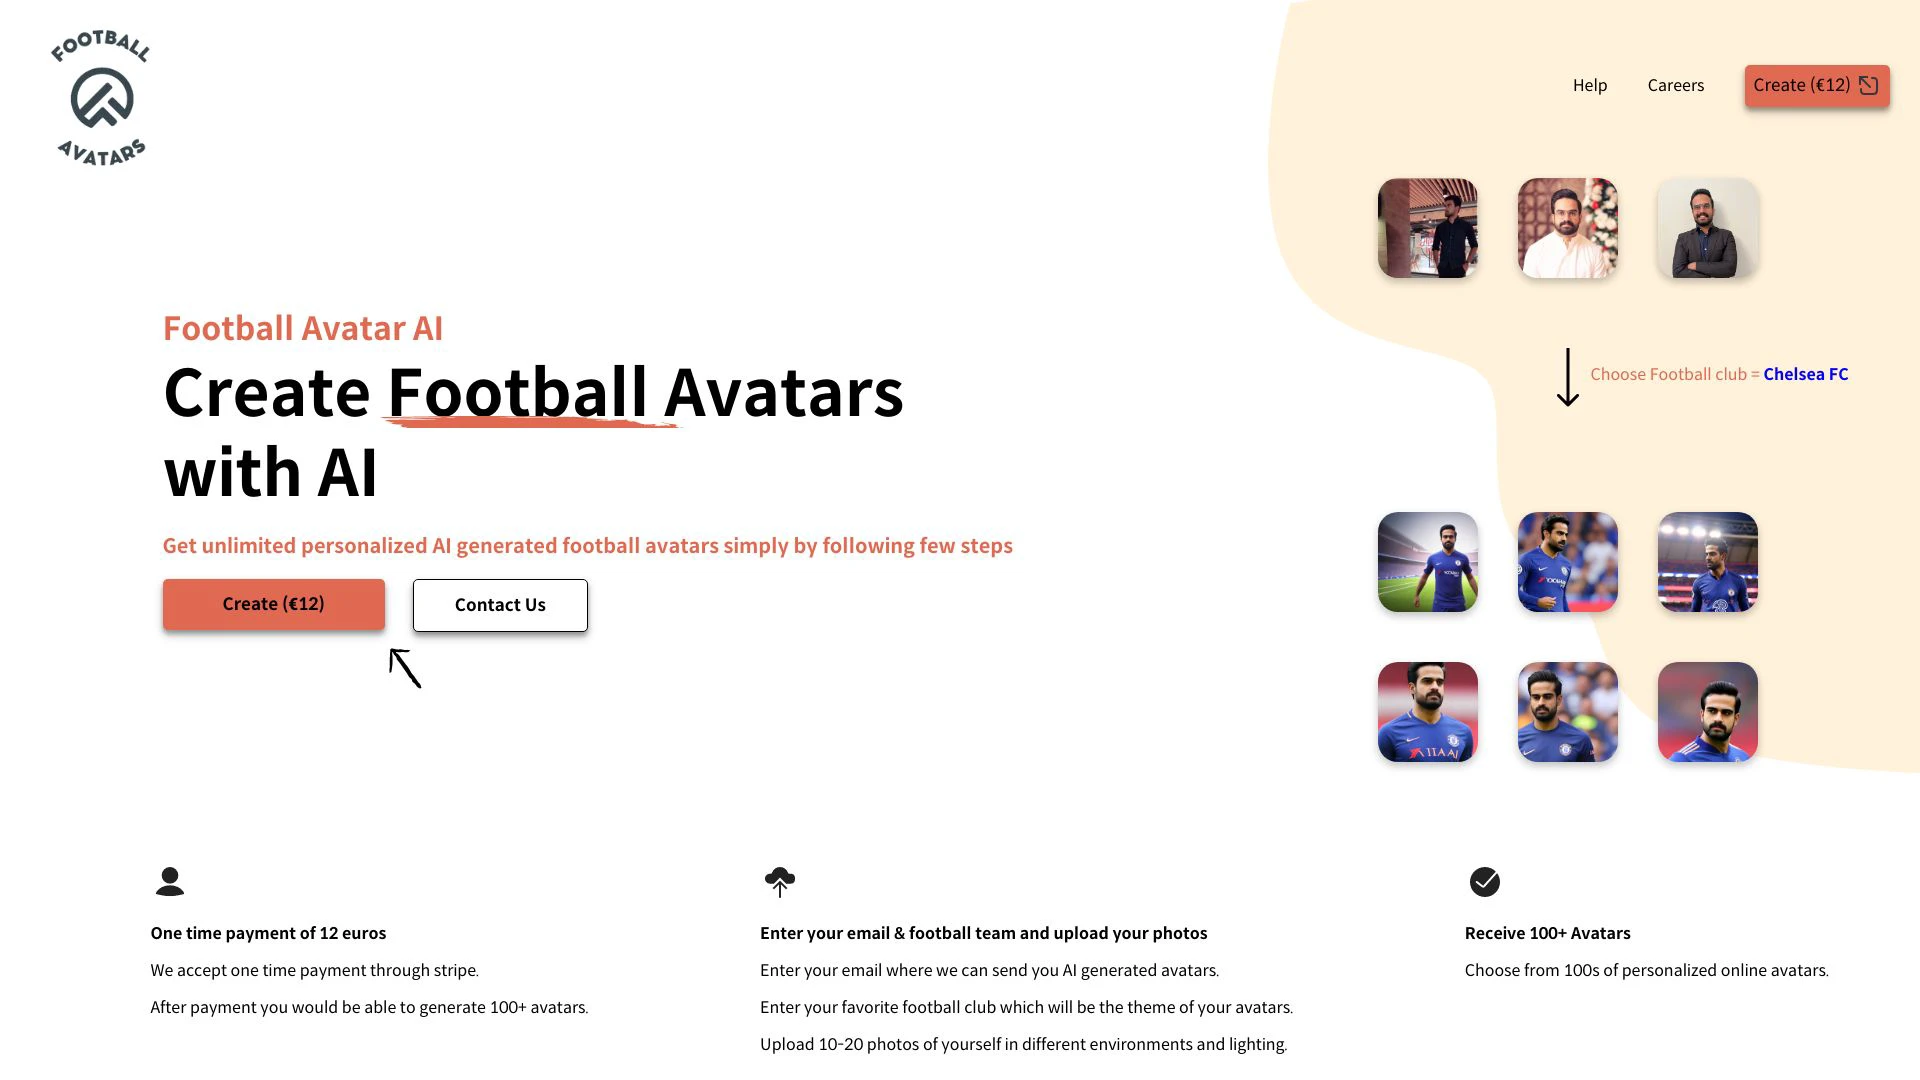 FOOTBALL
AVATARS
Help
Careers
Create (€12)
Football Avatar AI
Create Football Avatars
with AI
Get unlimited personalized AI generated football avatars simply by following few steps
Create (€12)
Contact Us
Choose Football club = Chelsea FC
One time payment of 12 euros
We accept one time payment through stripe.
After payment you would be able to generate 100+ avatars.
Enter your email & football team and upload your photos
Enter your email where we can send you AI generated avatars.
Enter your favorite football club which will be the theme of your avatars.
Upload 10-20 photos of yourself in different environments and lighting.
Receive 100+ Avatars
Choose from 100s of personalized online avatars.